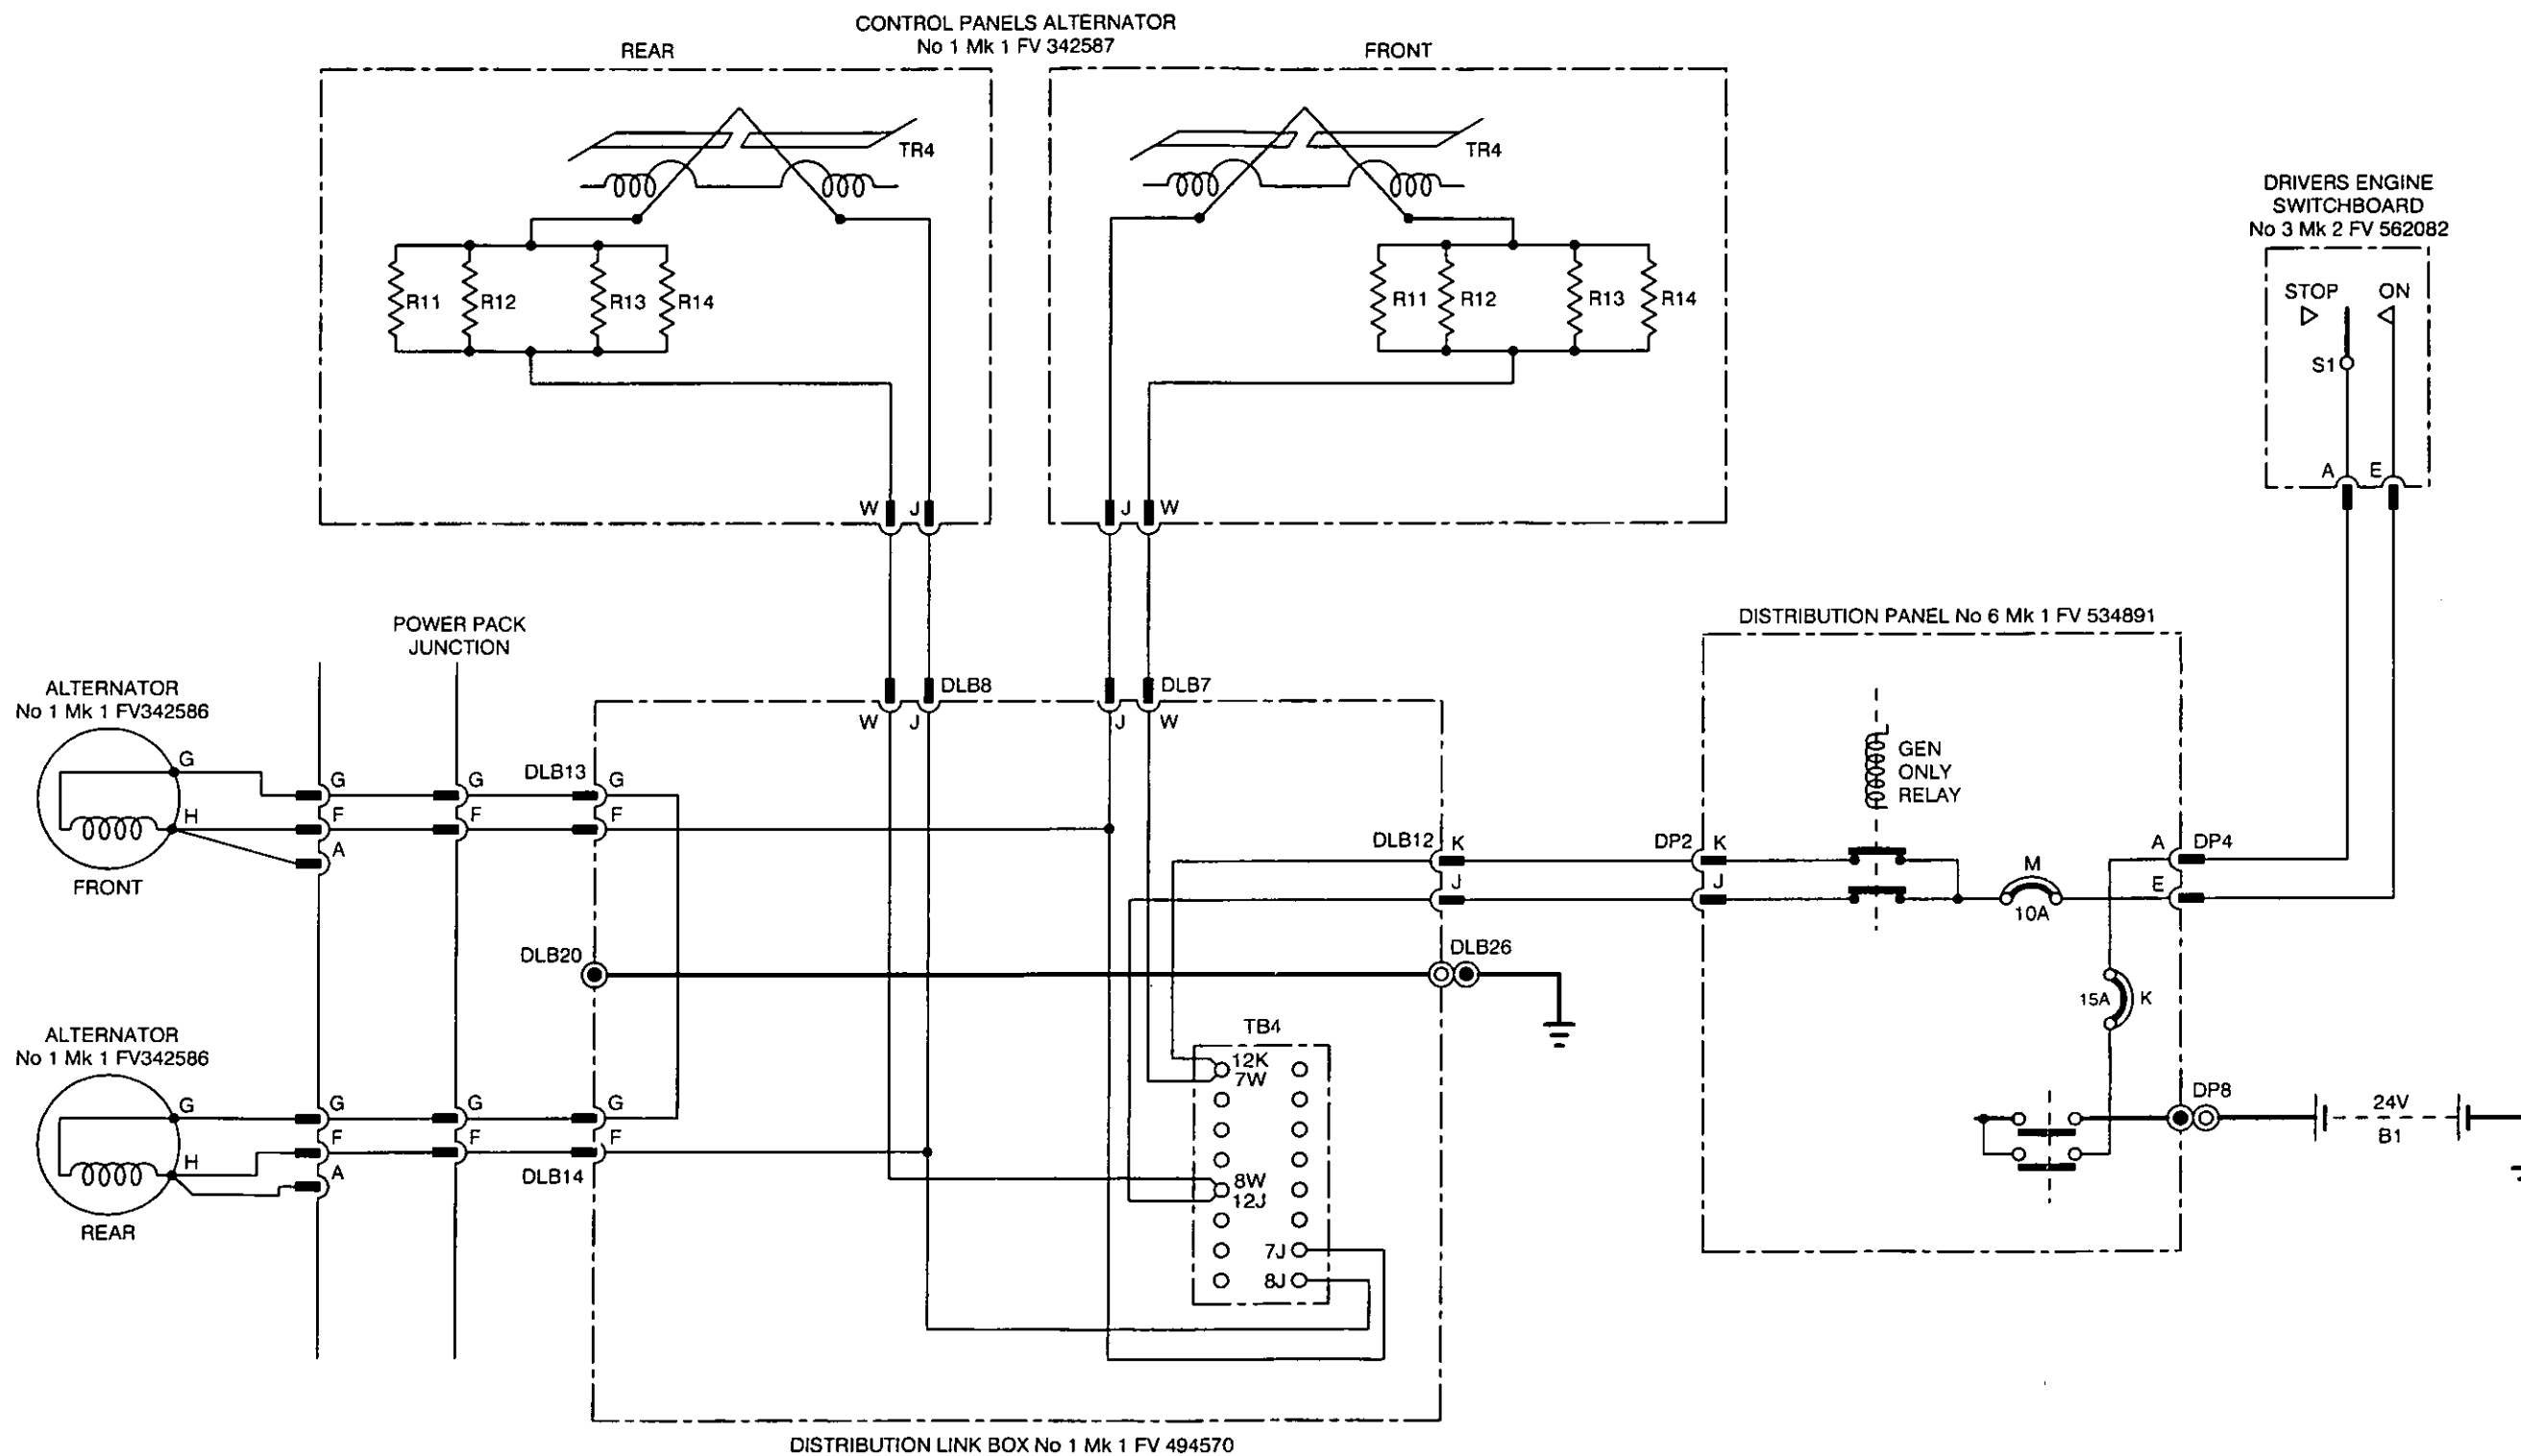 CONTROL PANELS ALTERNATOR
No 1 Mk 1 FV 342587
REAR
FRONT
TR4
TR4
R11
R12
R13
R14
R11
R12
R13
R14
W
J
J
W
DRIVERS ENGINE
SWITCHBOARD
No 3 Mk 2 FV 562082
STOP
ON
S1
A
E
POWER PACK
JUNCTION
ALTERNATOR
No 1 Mk 1 FV342586
G
H
FRONT
G
F
A
G
F
DLB13
G
F
DLB8
DLB7
W
J
J
W
DISTRIBUTION PANEL No 6 Mk 1 FV 534891
GEN
ONLY
RELAY
DLB12
K
J
DP2
K
J
M
10A
A
DP4
E
DLB20
DLB26
15A
K
ALTERNATOR
No 1 Mk 1 FV342586
G
H
REAR
G
F
A
G
F
G
F
DLB14
TB4
12K
7W
8W
12J
7J
8J
DP8
24V
B1
DISTRIBUTION LINK BOX No 1 Mk 1 FV 494570